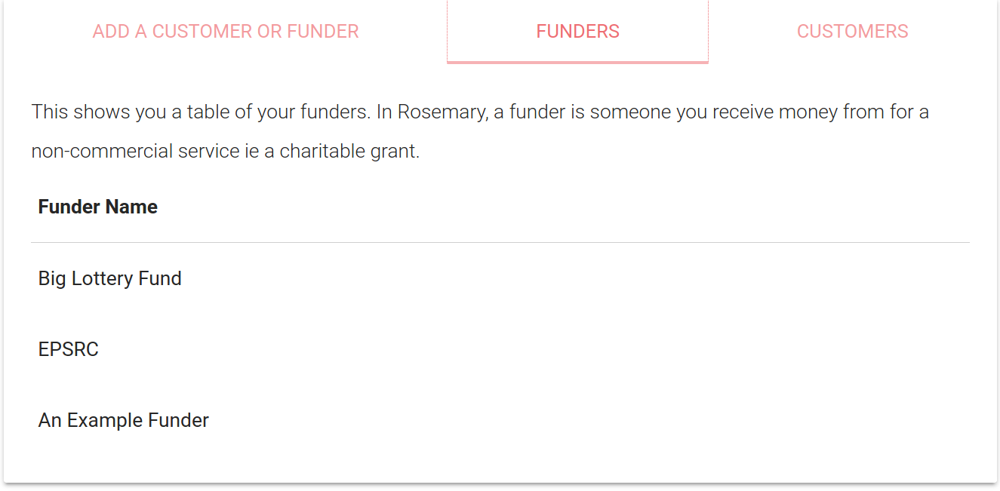 ADD A CUSTOMER OR FUNDER
FUNDERS
CUSTOMERS
This shows you a table of your funders. In Rosemary, a funder is someone you receive money from for a
non-commercial service ie a charitable grant.
Funder Name
Big Lottery Fund
EPSRC
An Example Funder